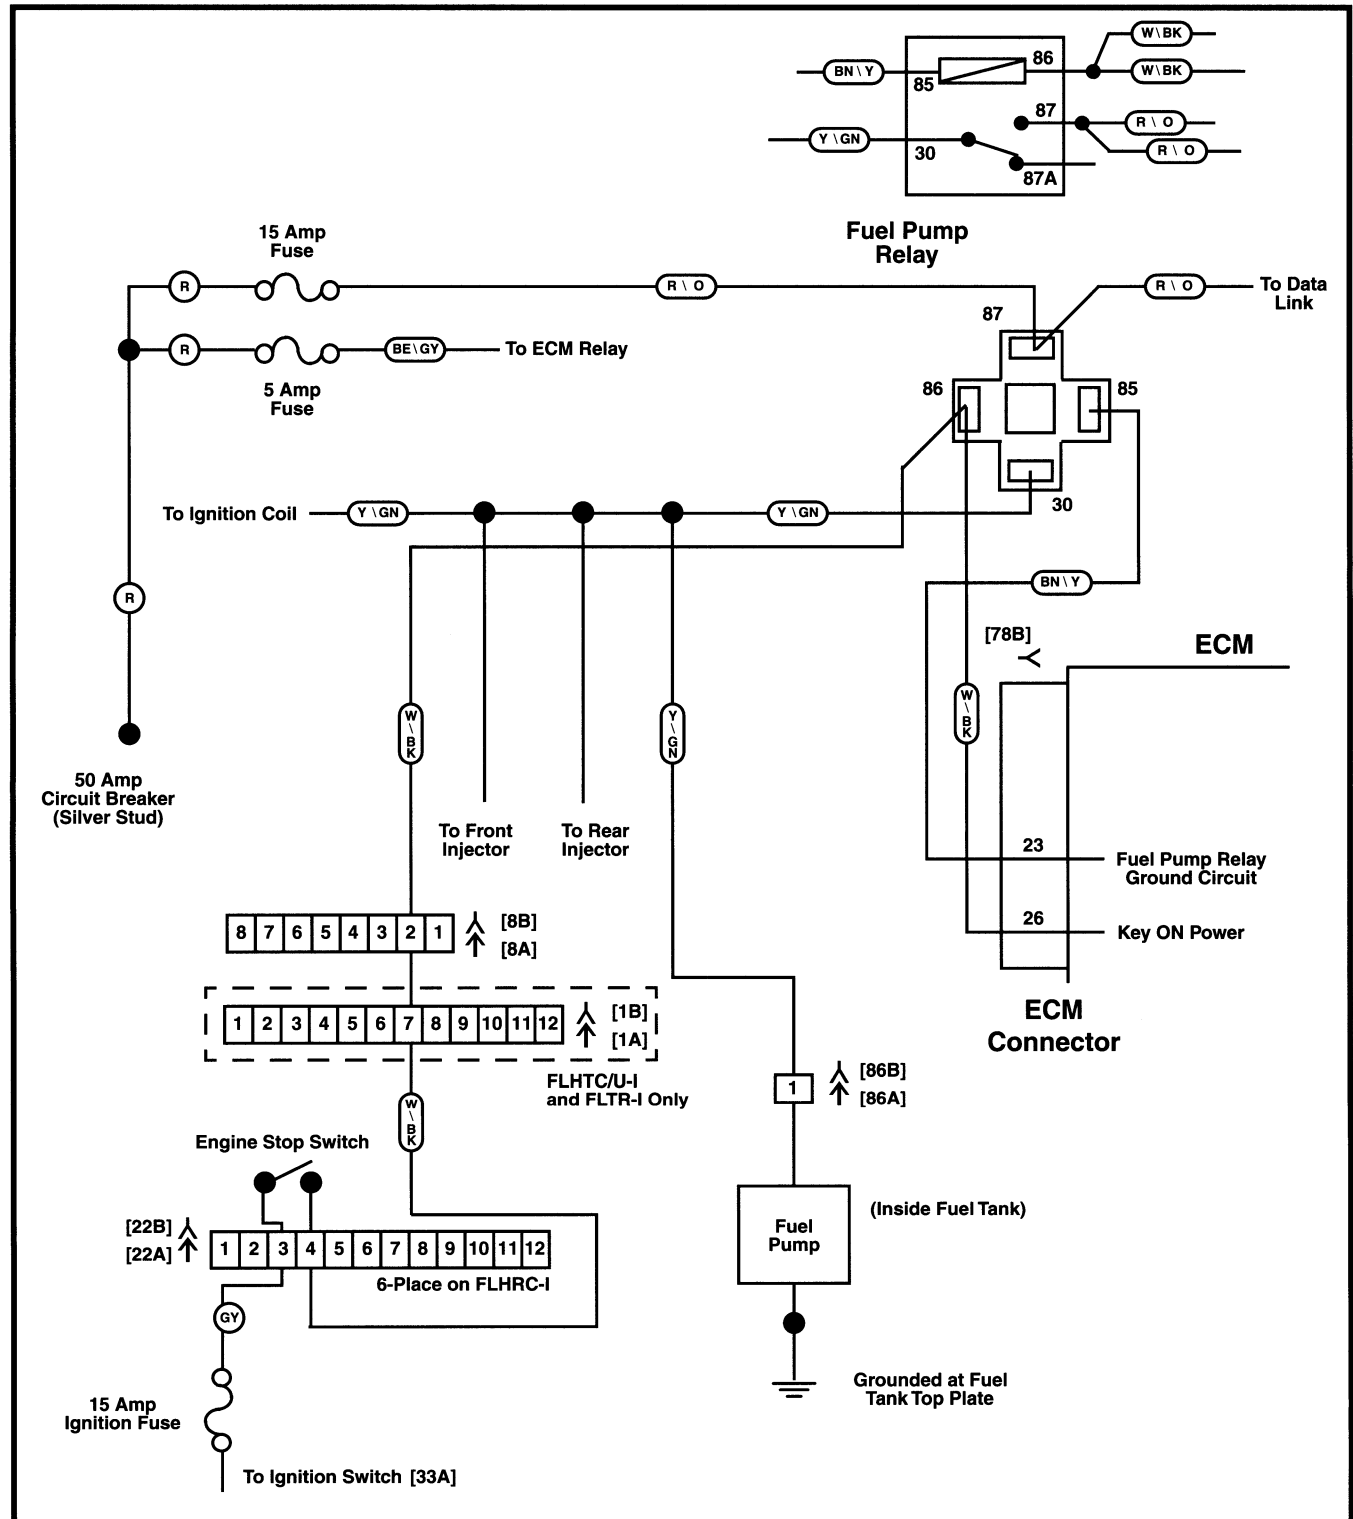 W\BK
86
BN\Y
W\BK
85
87
R\O
Y\GN
30
R\O
87A
Fuel Pump
Relay
15 Amp
Fuse
R
R\O
R\O
To Data
Link
87
R
BE\GY
To ECM Relay
5 Amp
Fuse
86
85
To Ignition Coil
Y\GN
Y\GN
30
BN\Y
R
[78B]
ECM
W\BK
Y\GN
W\BK
50 Amp
Circuit Breaker
(Silver Stud)
To Front
Injector
To Rear
Injector
23
Fuel Pump Relay
Ground Circuit
26
Key ON Power
8 7 6 5 4 3 2 1
[8B]
[8A]
1 2 3 4 5 6 7 8 9 10 11 12
[1B]
[1A]
ECM
Connector
FLHTC/U-I
and FLTR-I Only
1
[86B]
[86A]
W\BK
Engine Stop Switch
[22B]
[22A]
1 2 3 4 5 6 7 8 9 10 11 12
6-Place on FLHRC-I
Fuel
Pump
(Inside Fuel Tank)
GY
15 Amp
Ignition Fuse
Grounded at Fuel
Tank Top Plate
To Ignition Switch [33A]